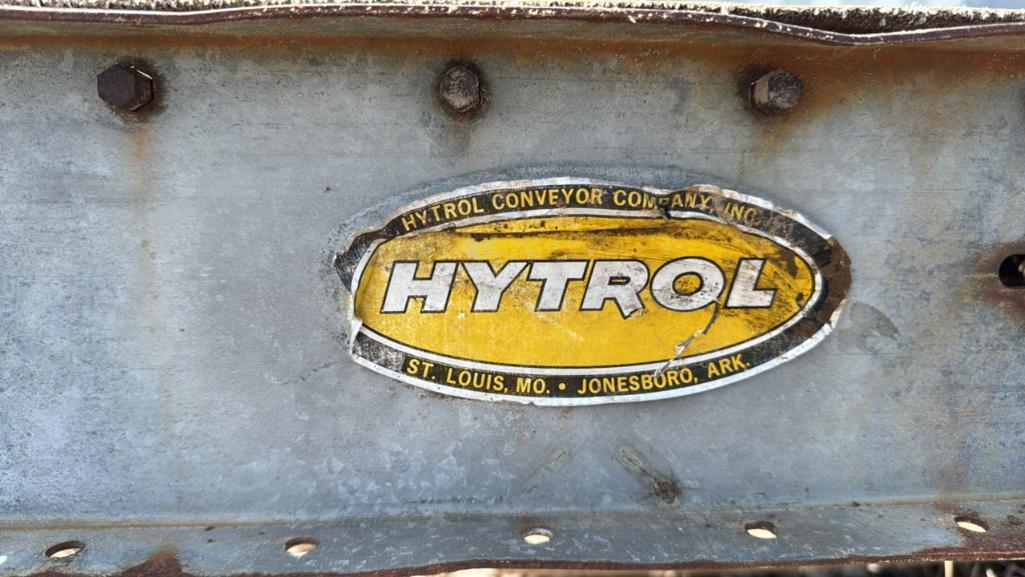 HYTROL CONVEYOR COMPANY, INC.
HYTROL
ST. LOUIS, MO. • JONESBORO, ARK.